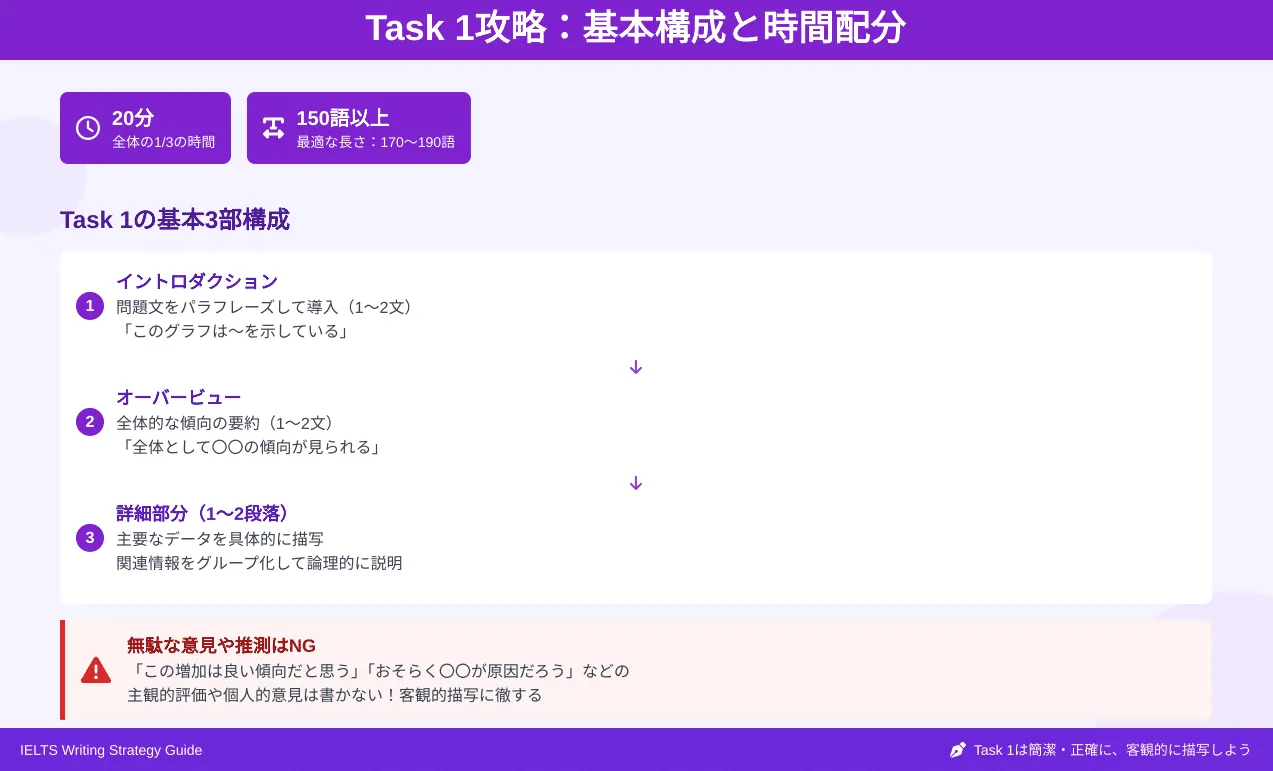 Task 1攻略：基本構成と時間配分
20分
全体の1/3の時間
150語以上
最適な長さ：170〜190語
Task 1の基本3部構成
1
イントロダクション
問題文をパラフレーズして導入（1〜2文）
「このグラフは〜を示している」
2
オーバービュー
全体的な傾向の要約（1〜2文）
「全体として〇〇の傾向が見られる」
3
詳細部分（1〜2段落）
主要なデータを具体的に描写
関連情報をグループ化して論理的に説明
無駄な意見や推測はNG
「この増加は良い傾向だと思う」「おそらく〇〇が原因だろう」などの
主観的評価や個人的意見は書かない！客観的描写に徹する
IELTS Writing Strategy Guide
Task 1は簡潔・正確に、客観的に描写しよう